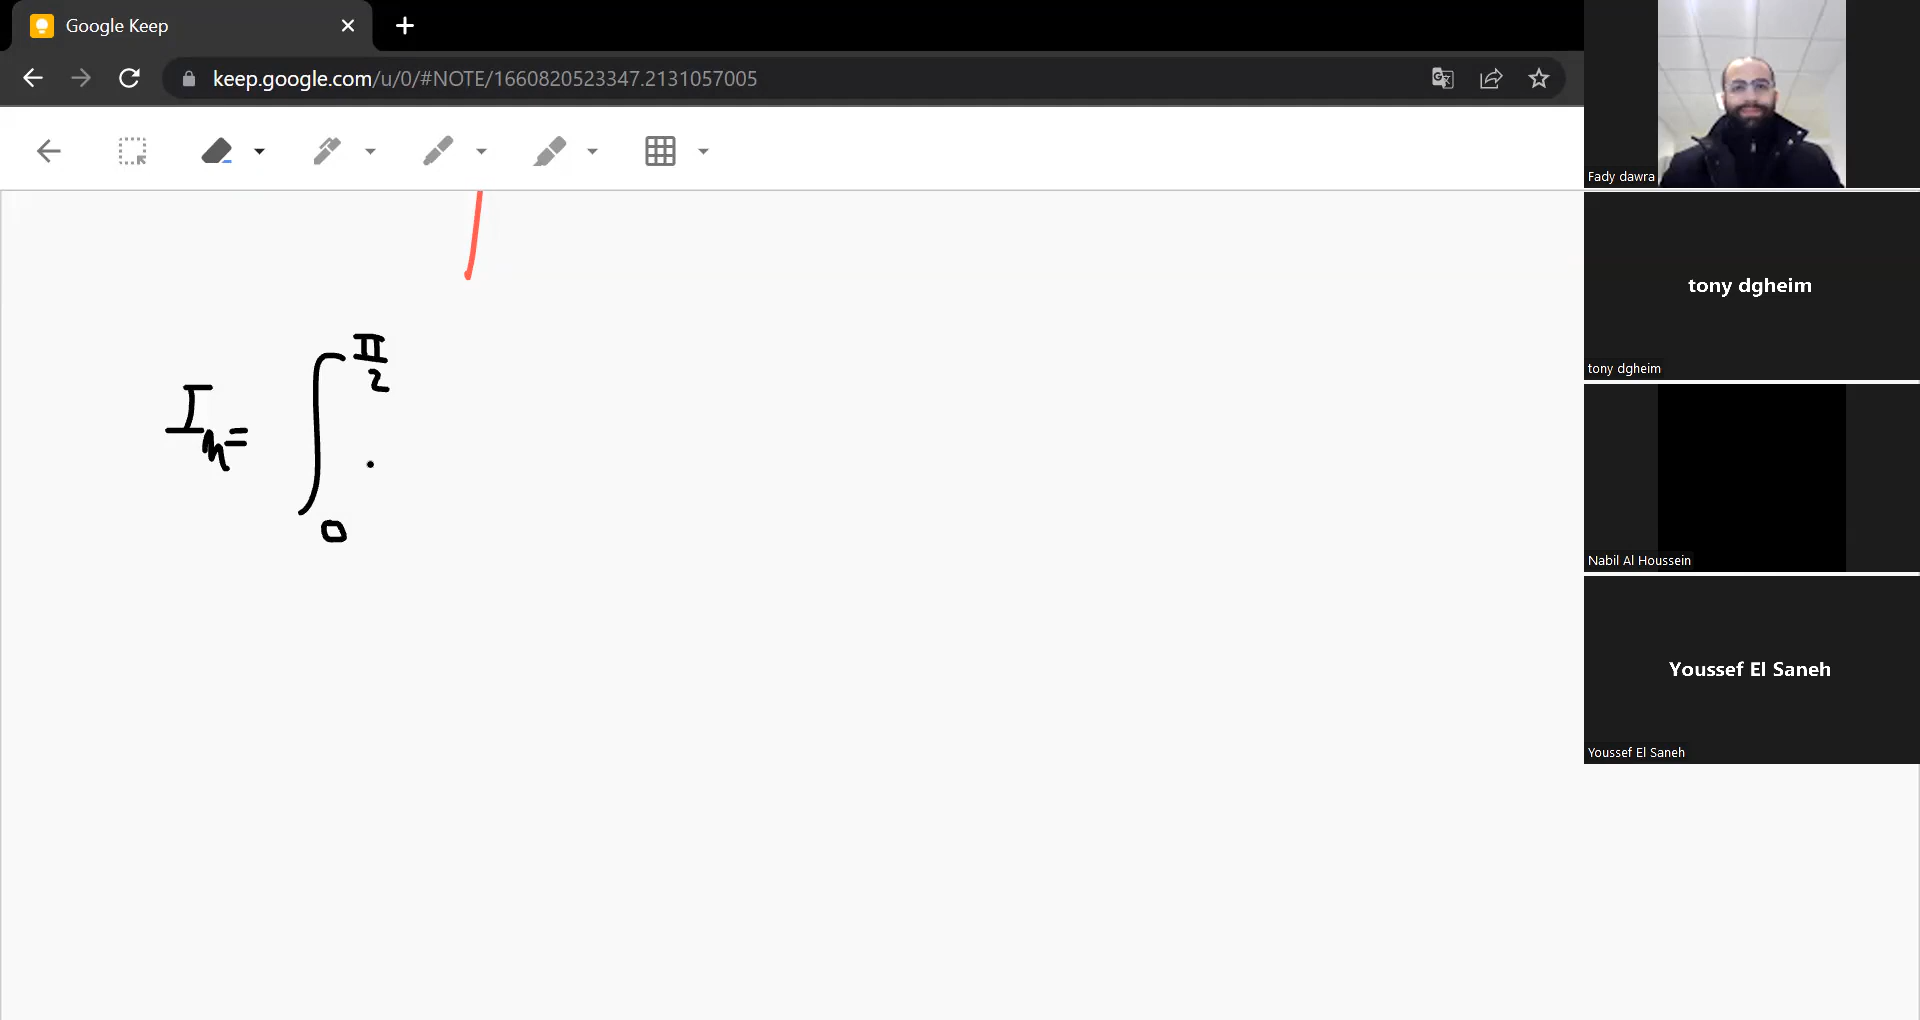 Google Keep
keep.google.com/u/0/#NOTE/1660820523347.2131057005
Fady dawra
tony dgheim
tony dgheim
Nabil Al Houssein
Youssef El Saneh
Youssef El Saneh
π/2
I_n = ∫
0